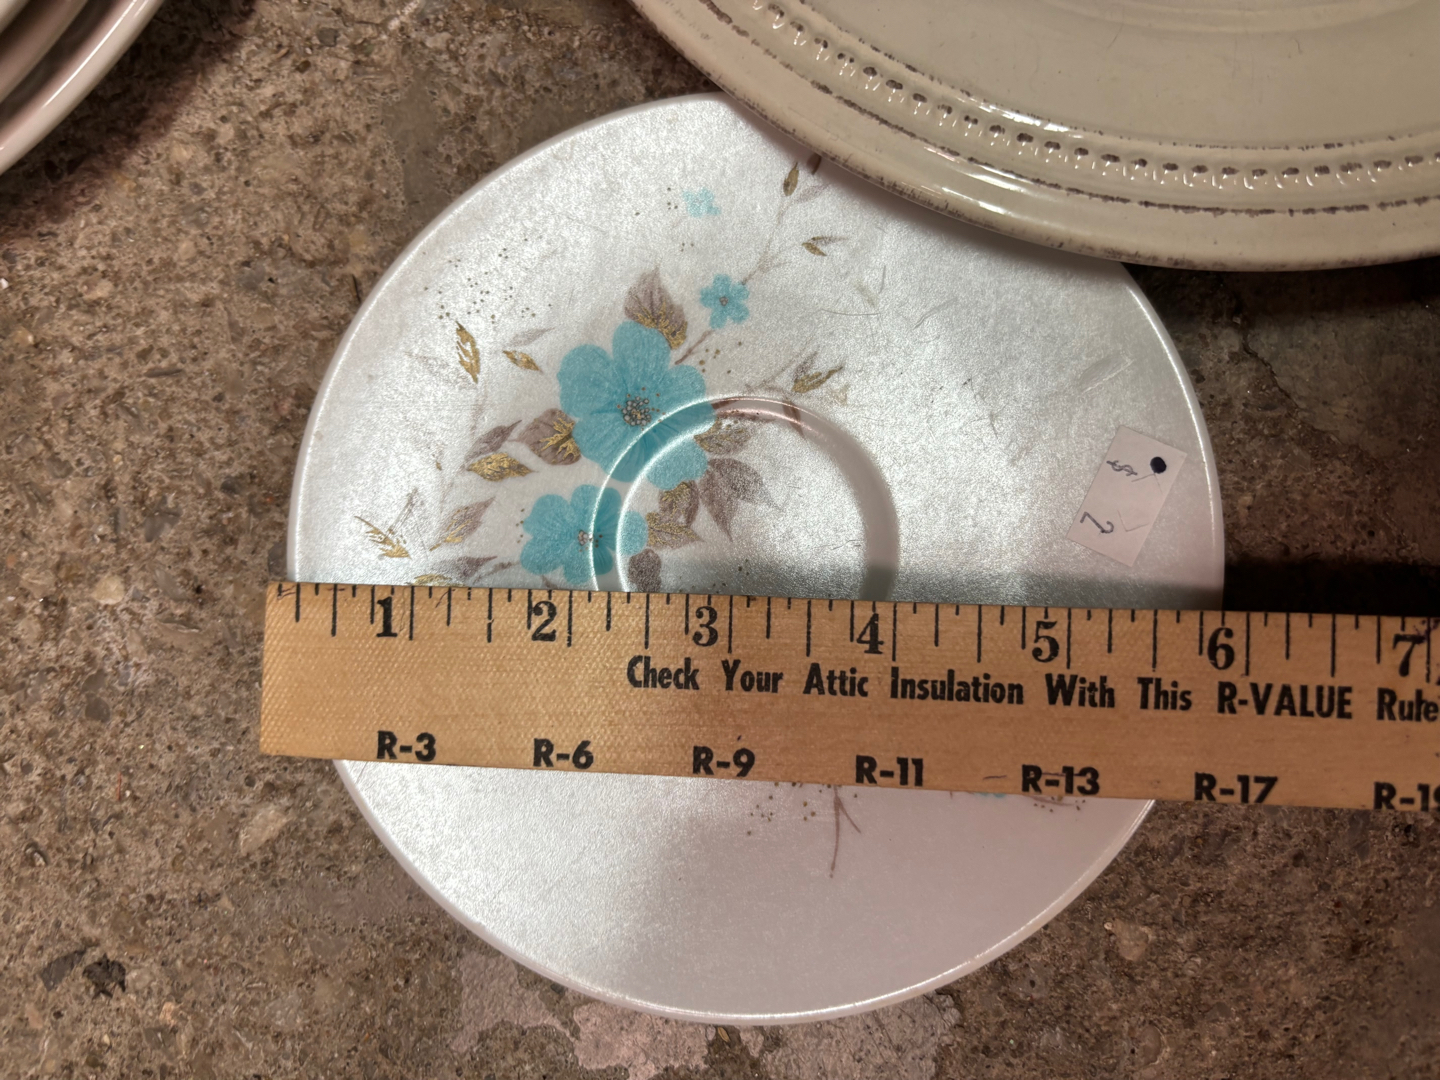 $ 2
1 2 3 4 5 6 7
Check Your Attic Insulation With This R-VALUE Rule
R-3 R-6 R-9 R-11 R-13 R-17